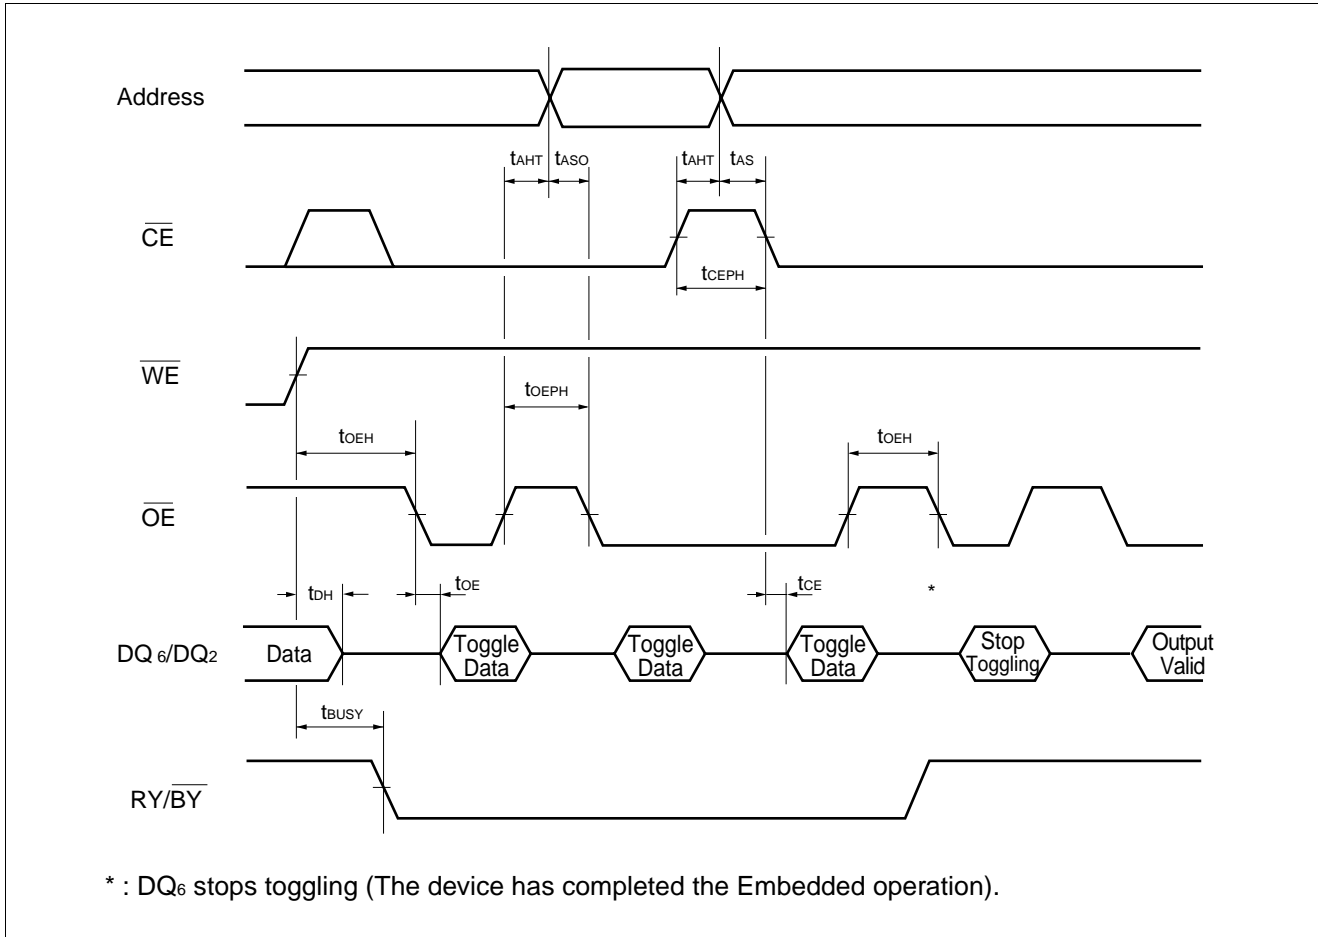 Address
tAHT tASO tAHT tAS
CE
tCEPH
WE
tOEPH
tOEH tOEH
OE
tDH tOE tCE *
DQ 6/DQ2 Data Toggle Data Toggle Data Toggle Data Stop Toggling Output Valid
tBUSY
RY/BY
* : DQ6 stops toggling (The device has completed the Embedded operation).